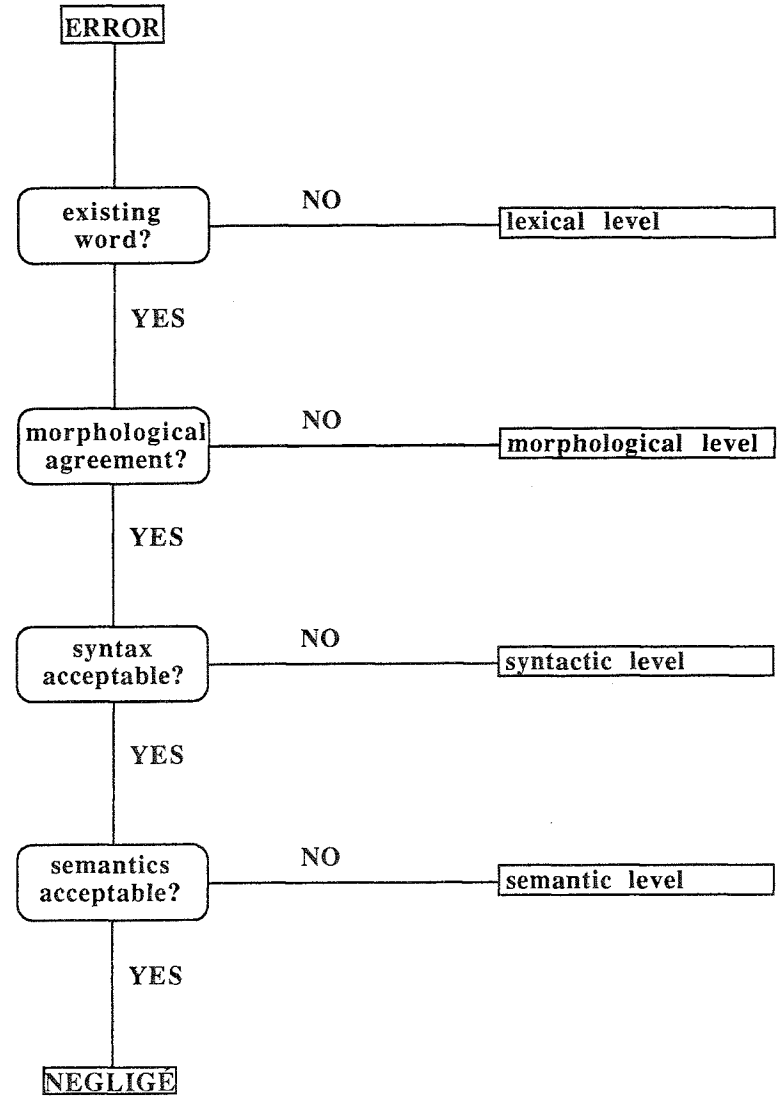 ERROR
existing
word?
NO
lexical level
YES
morphological
agreement?
NO
morphological level
YES
syntax
acceptable?
NO
syntactic level
YES
semantics
acceptable?
NO
semantic level
YES
NEGLIGÉ